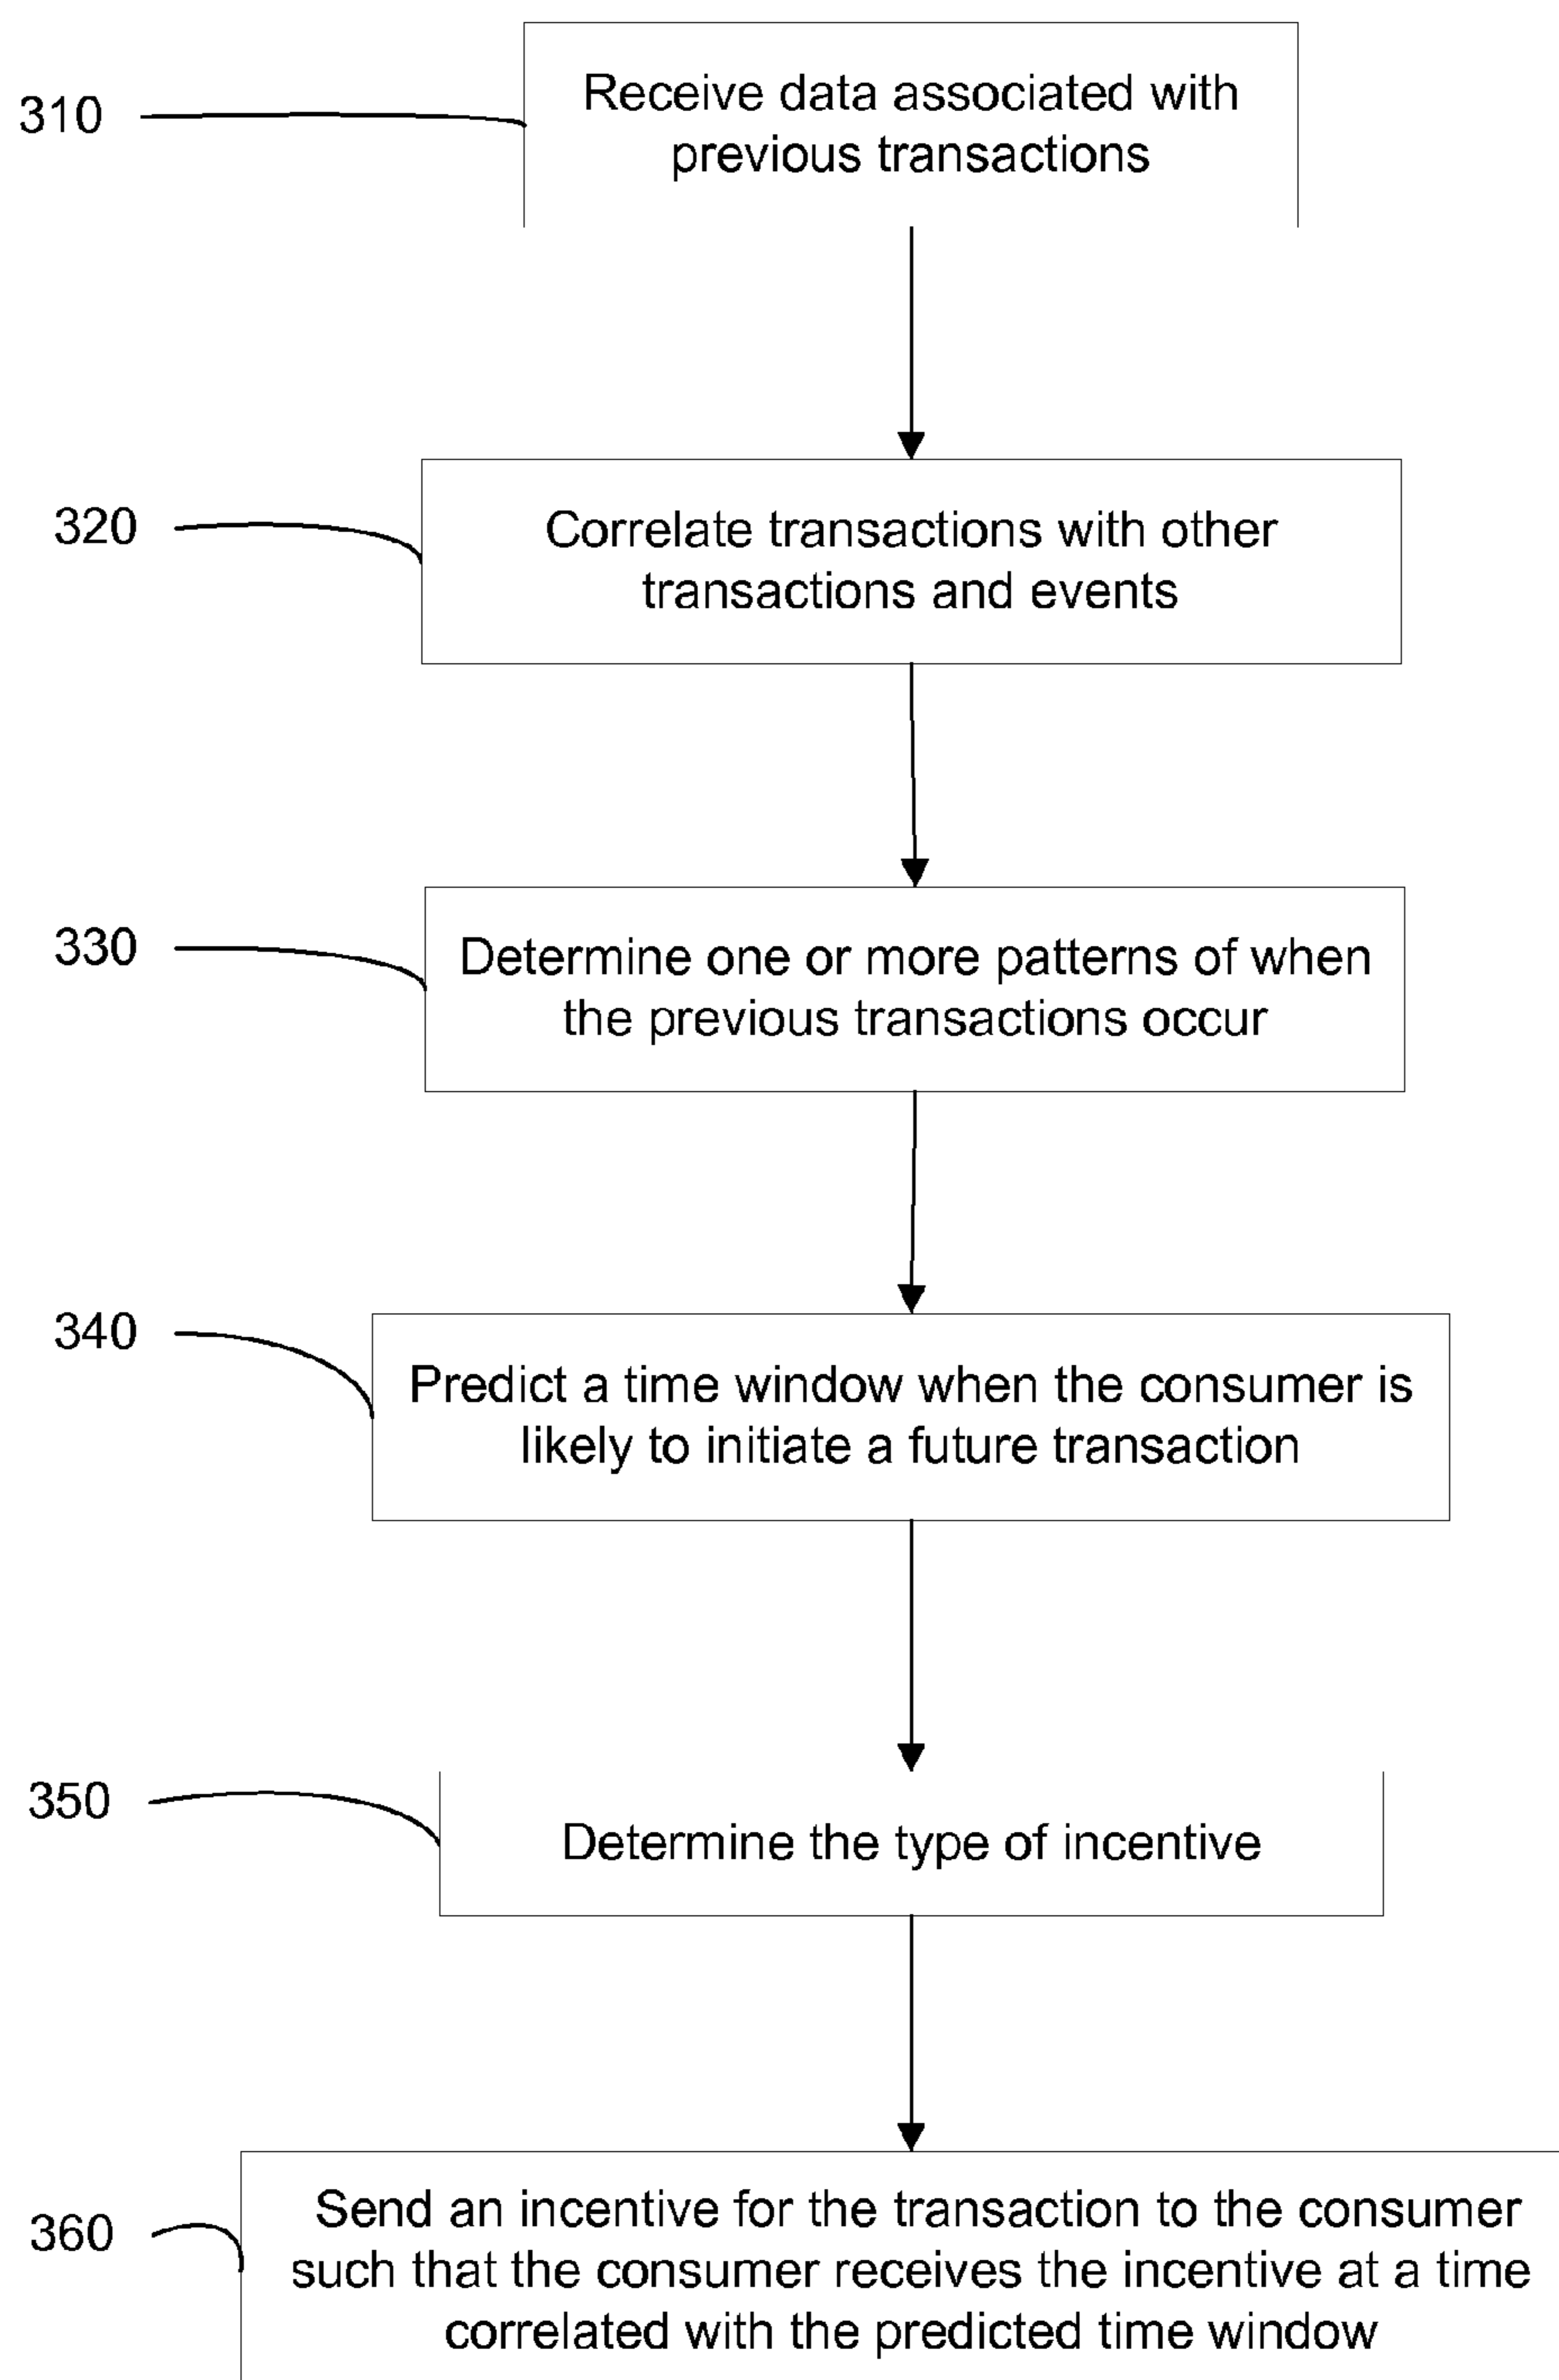 310
Receive data associated with
previous transactions
320
Correlate transactions with other
transactions and events
330
Determine one or more patterns of when
the previous transactions occur
340
Predict a time window when the consumer is
likely to initiate a future transaction
350
Determine the type of incentive
360
Send an incentive for the transaction to the consumer
such that the consumer receives the incentive at a time
correlated with the predicted time window